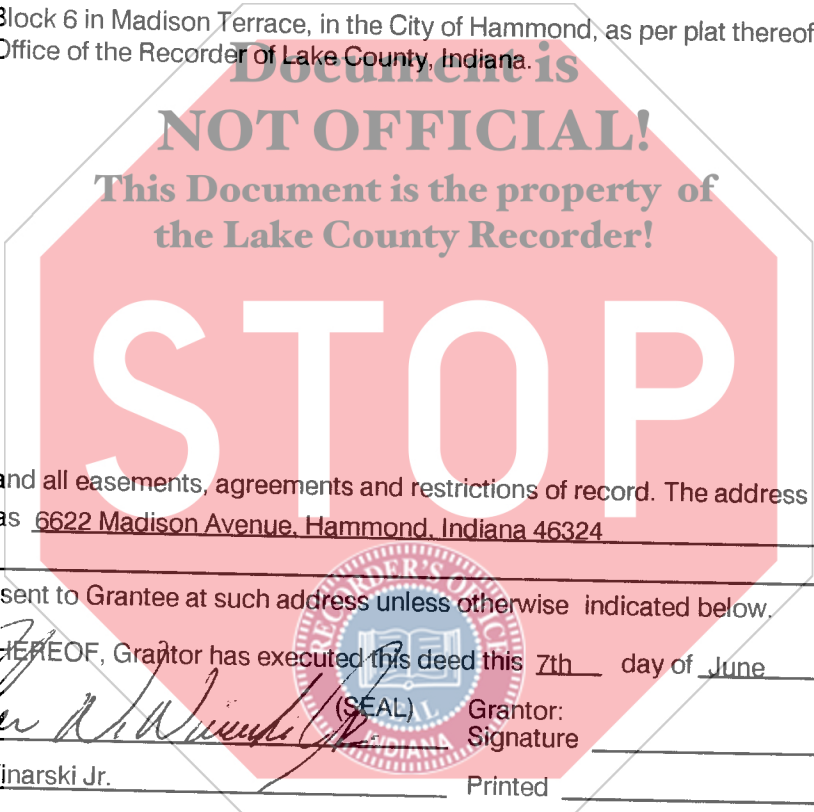 Block 6 in Madison Terrace, in the City of Hammond, as per plat thereof
Office of the Recorder of Lake County, Indiana.
Document is
NOT OFFICIAL!
This Document is the property of
the Lake County Recorder!
STOP
and all easements, agreements and restrictions of record. The address
as 6622 Madison Avenue, Hammond, Indiana 46324
sent to Grantee at such address unless otherwise indicated below.
HEREOF, Grantor has executed this deed this 7th day of June
RECORDER'S OFFICE
SEAL
INDIANA
(SEAL) Grantor:
Signature
inarski Jr. Printed